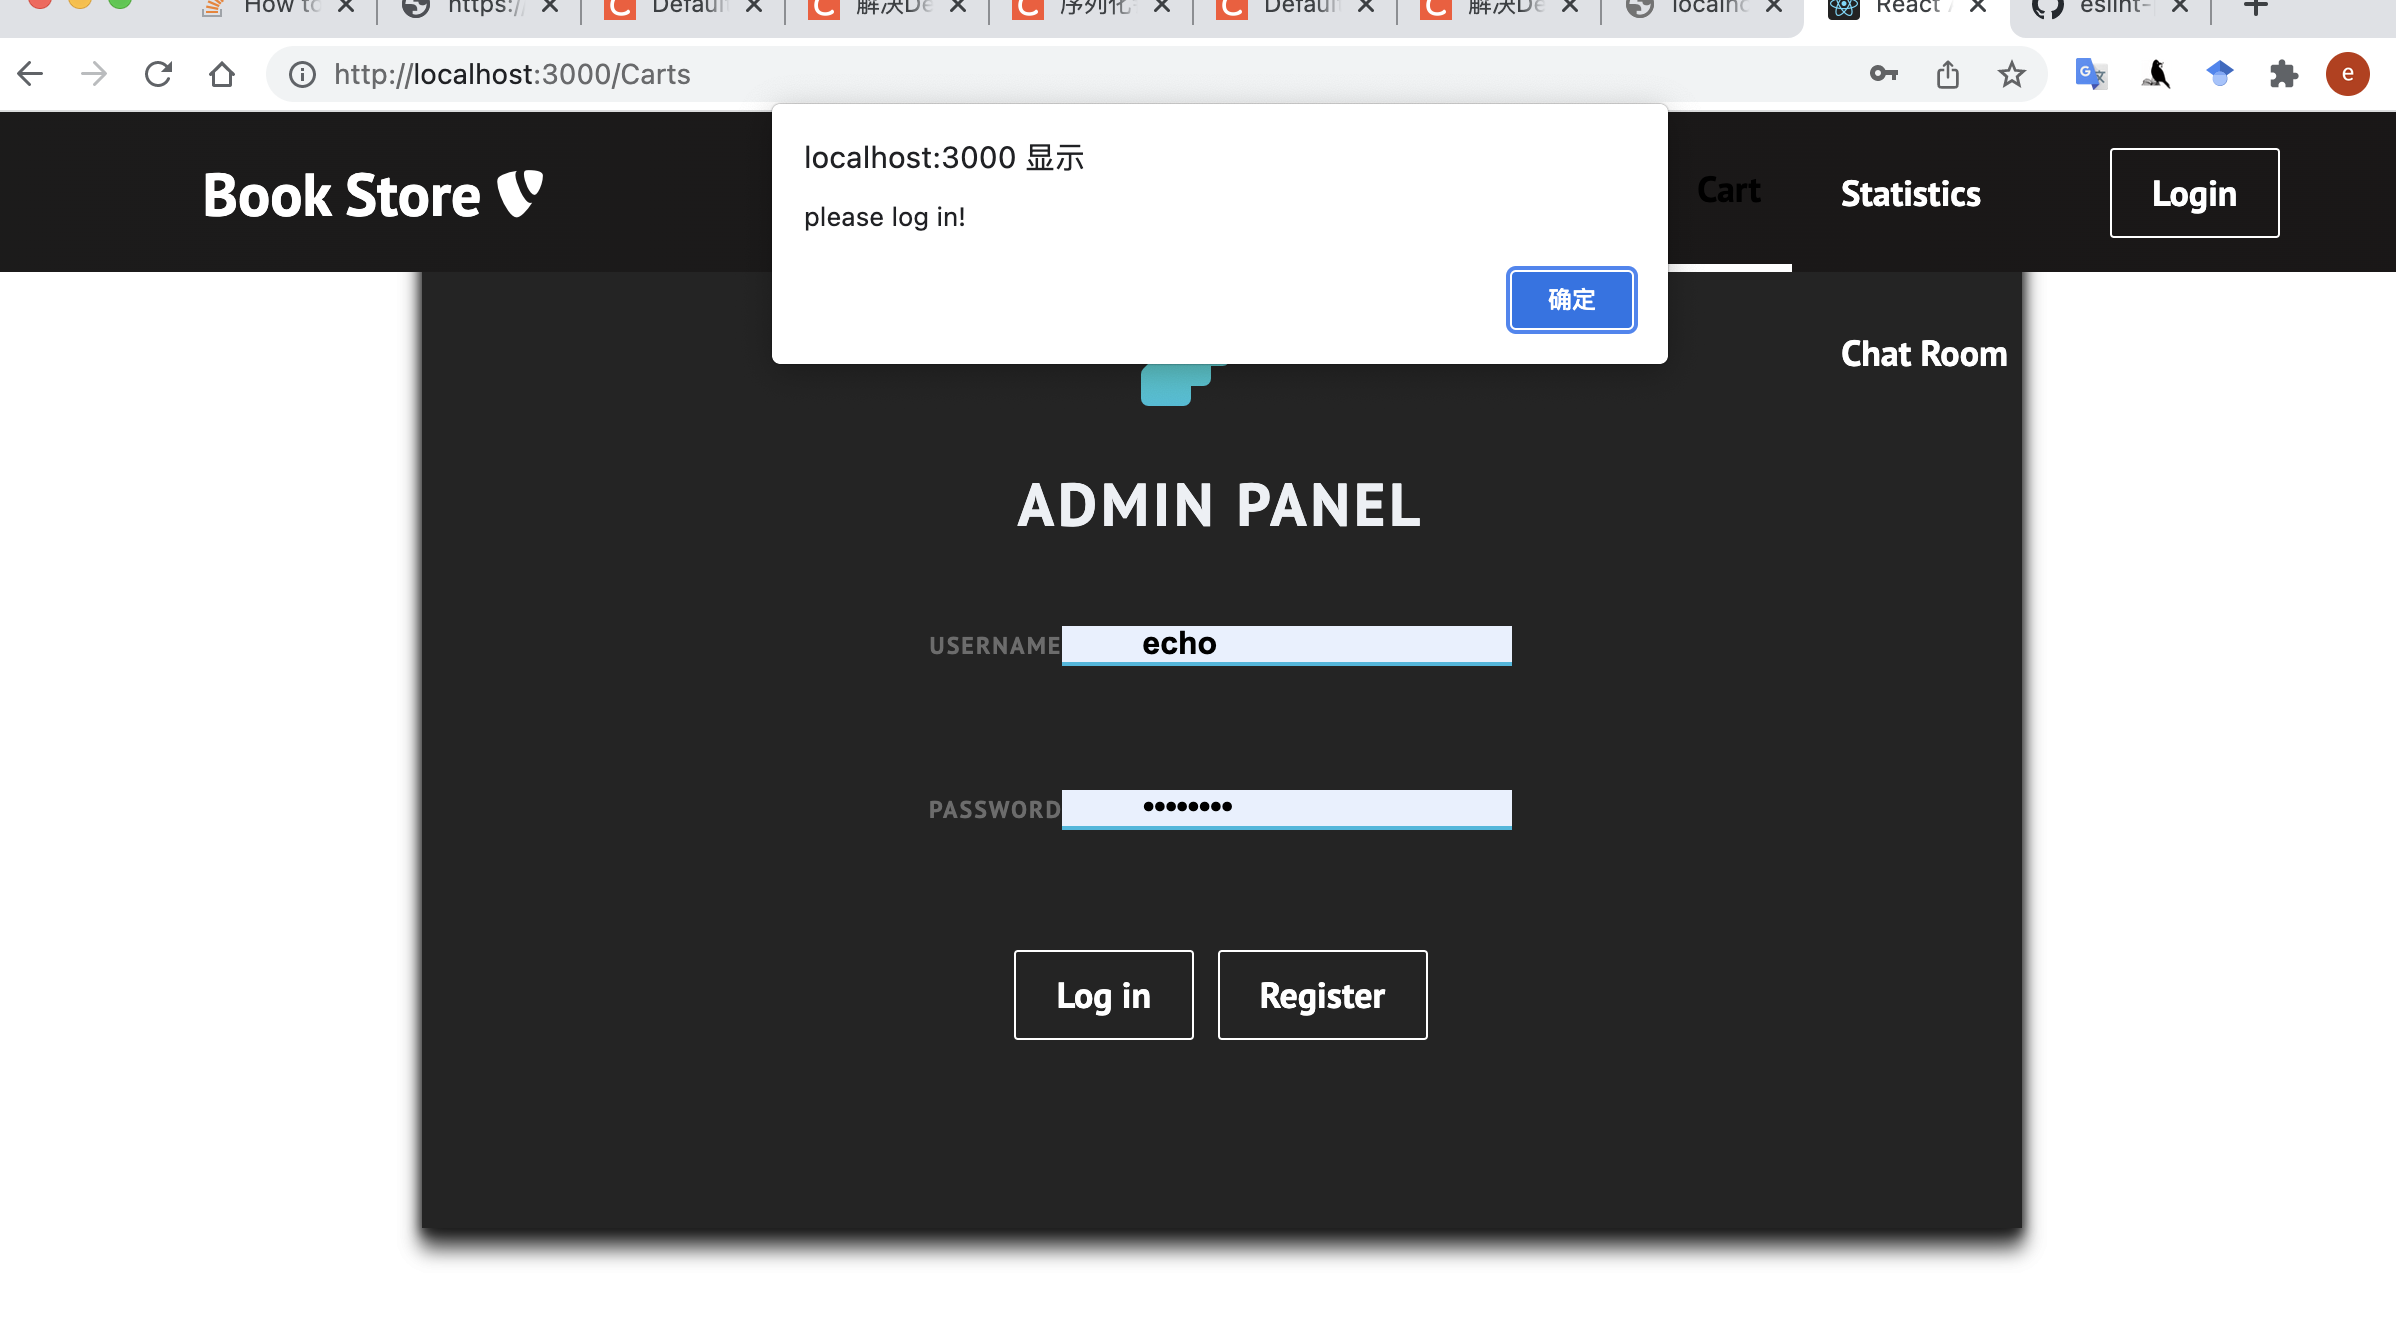 How to
https://
Default
解决De
序列化
Default
解决De
localho
React A
eslint-
http://localhost:3000/Carts
e
localhost:3000 显示
please log in!
确定
Book Store
Cart
Statistics
Login
Chat Room
ADMIN PANEL
USERNAME
echo
PASSWORD
••••••••
Log in
Register